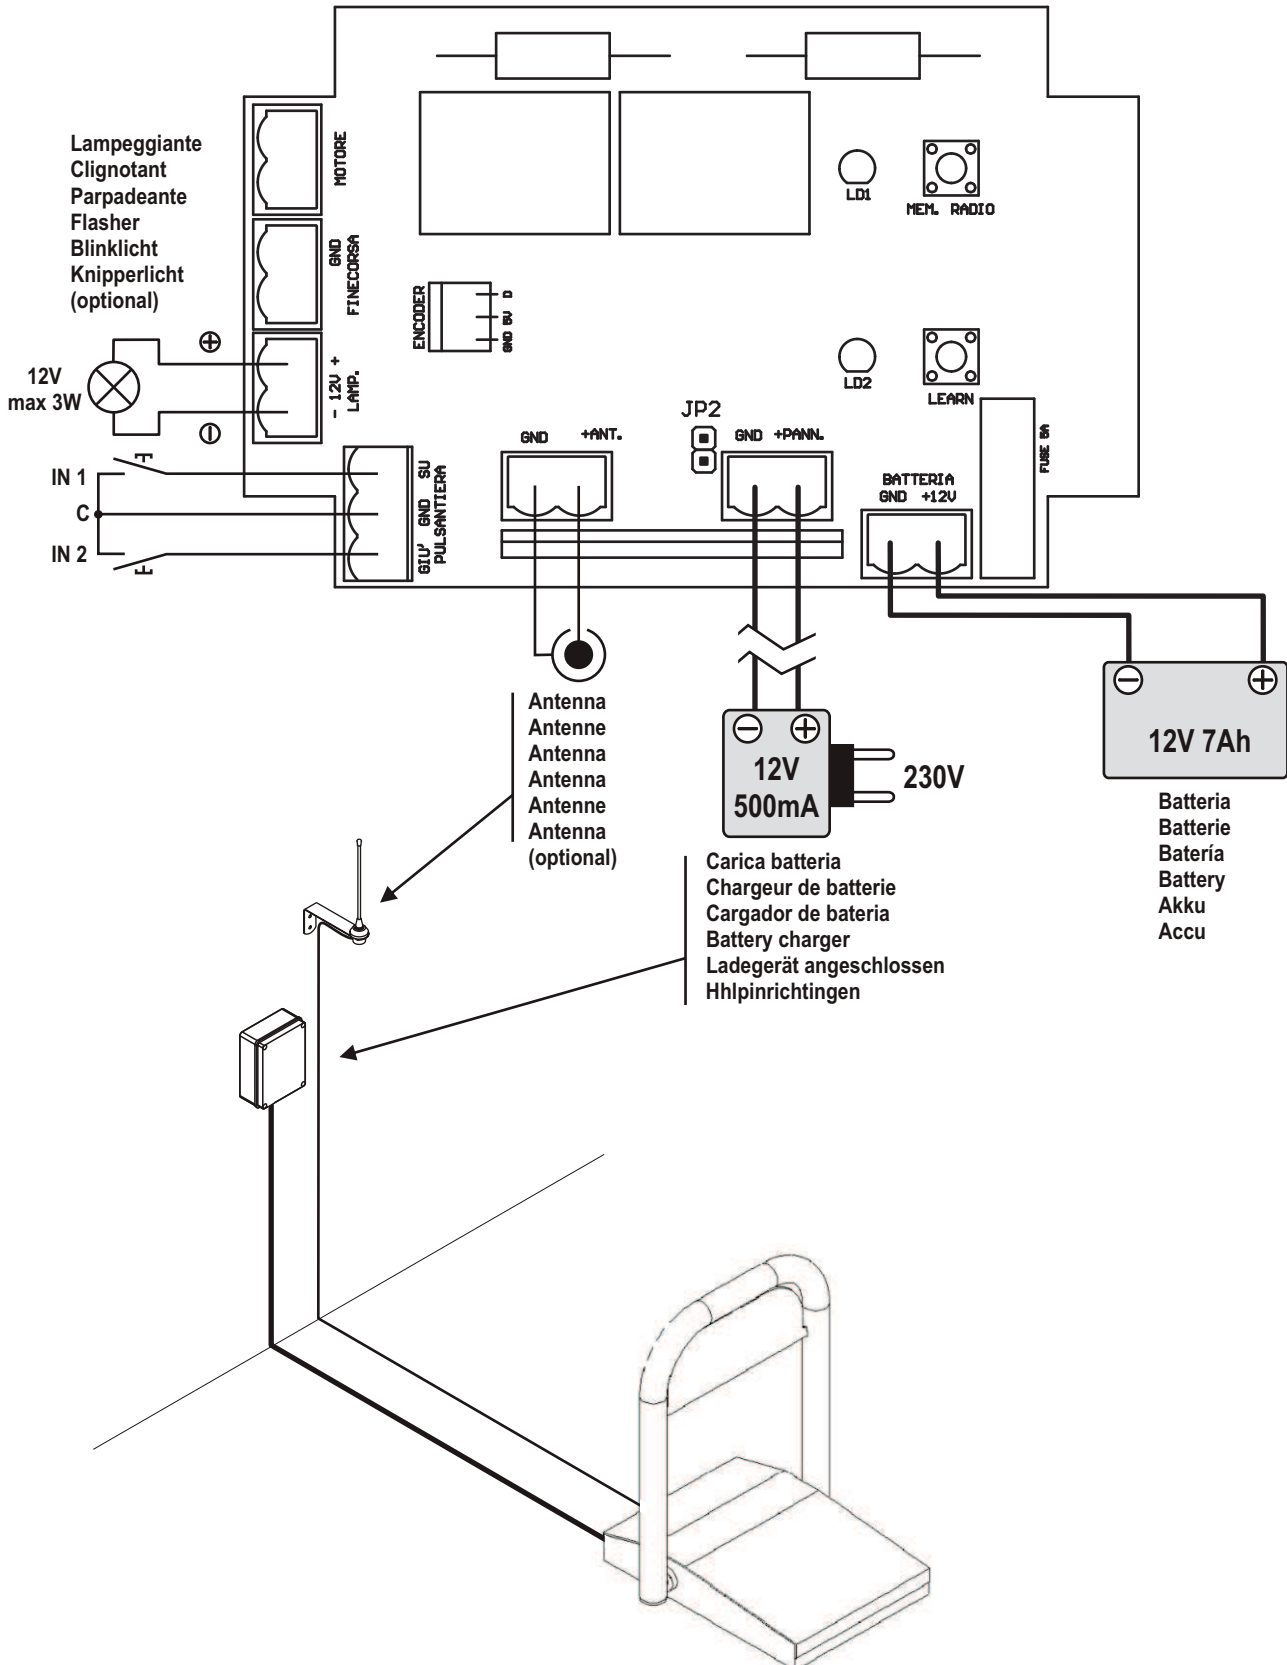 Lampeggiante
Clignotant
Parpadeante
Flasher
Blinklicht
Knipperlicht
(optional)
MOTORE
GND
FINECORSA
ENCODER
D
5V
GND
LD1
MEM. RADIO
LD2
LEARN
12V
max 3W
+
-
- 12V +
LAMP.
JP2
GND +ANT.
GND +PANN.
BATTERIA
GND +12V
FUSE 5A
IN 1
C
IN 2
GIU' GND SU
PULSANTIERA
Antenna
Antenne
Antenna
Antenna
Antenne
Antenna
(optional)
- +
12V
500mA
230V
- +
12V 7Ah
Batteria
Batterie
Batería
Battery
Akku
Accu
Carica batteria
Chargeur de batterie
Cargador de bateria
Battery charger
Ladegerät angeschlossen
Hhlpinrichtingen